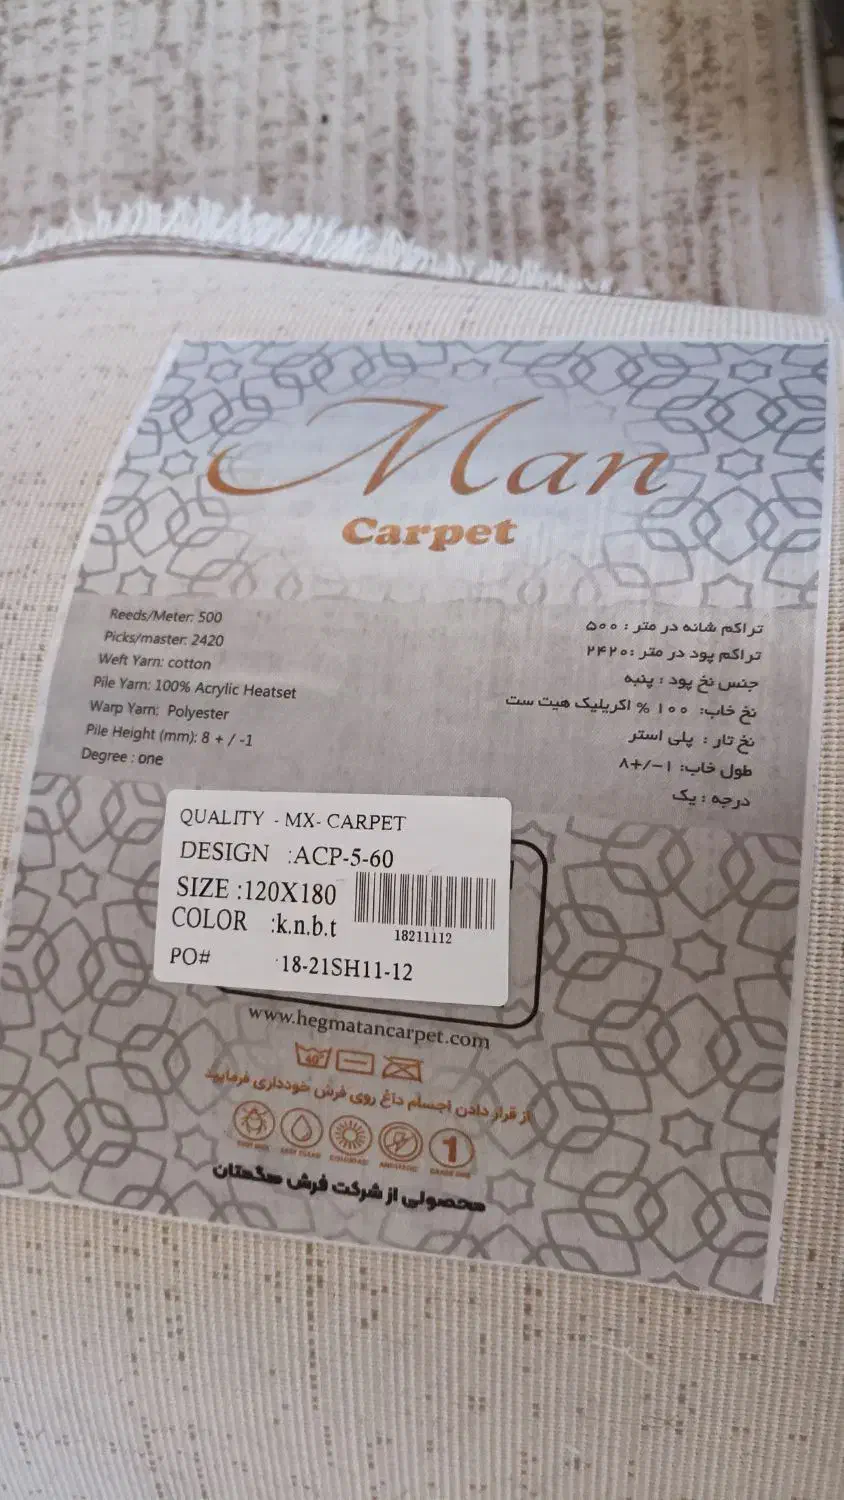 Man
Carpet
Reeds/Meter: 500
Picks/master: 2420
Weft Yarn: cotton
Pile Yarn: 100% Acrylic Heatset
Warp Yarn: Polyester
Pile Height (mm): 8 + / -1
Degree : one
تراکم شانه در متر : ۵۰۰
تراکم پود در متر :۲۴۲۰
جنس نخ پود : پنبه
نخ خاب: ۱۰۰ % اکریلیک هیت ست
نخ تار : پلی استر
طول خاب: ۱-/+۸
درجه : یک
QUALITY - MX- CARPET
DESIGN :ACP-5-60
SIZE :120X180
COLOR :k.n.b.t
18211112
PO# 18-21SH11-12
www.hegmatancarpet.com
40°
از قرار دادن اجسام داغ روی فرش خودداری فرمایید
1
محصولی از شرکت فرش هگمتان